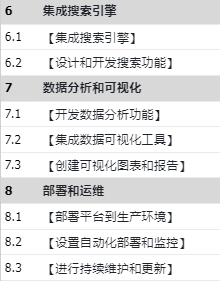 6 集成搜索引擎
6.1 【集成搜索引擎】
6.2 【设计和开发搜索功能】
7 数据分析和可视化
7.1 【开发数据分析功能】
7.2 【集成数据可视化工具】
7.3 【创建可视化图表和报告】
8 部署和运维
8.1 【部署平台到生产环境】
8.2 【设置自动化部署和监控】
8.3 【进行持续维护和更新】